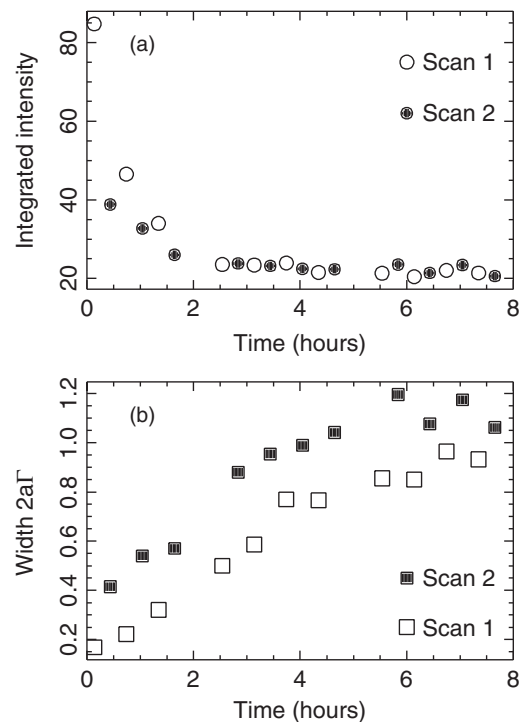 (a)
Scan 1
Scan 2
Integrated intensity
80
60
40
20
0 2 4 6 8
Time (hours)
(b)
Width 2aΓ
1.2
1.0
0.8
0.6
0.4
0.2
Scan 2
Scan 1
0 2 4 6 8
Time (hours)